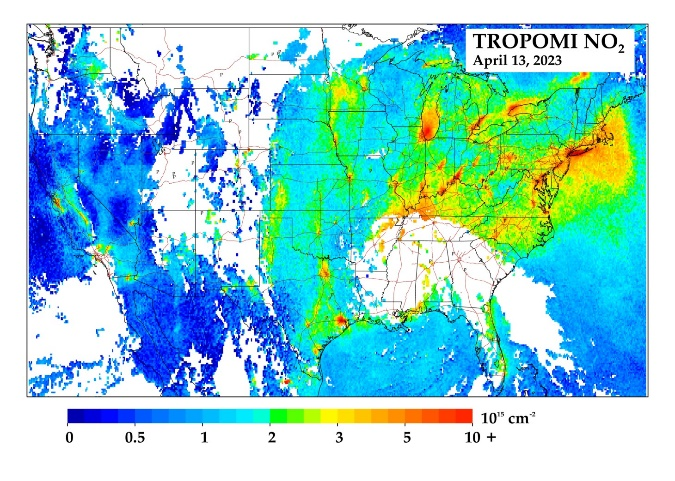 TROPOMI NO₂
April 13, 2023
10¹⁵ cm⁻²
0 0.5 1 2 3 5 10 +